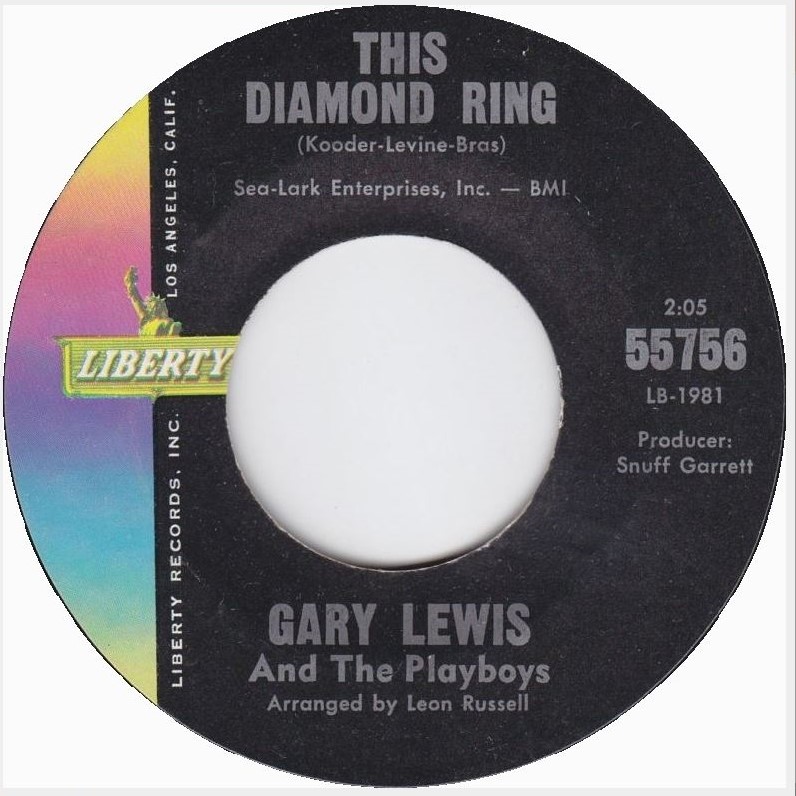 THIS
DIAMOND RING
(Kooder-Levine-Bras)
Sea-Lark Enterprises, Inc. — BMI
LIBERTY RECORDS, INC. LOS ANGELES, CALIF.
LIBERTY
2:05
55756
LB-1981
Producer:
Snuff Garrett
GARY LEWIS
And The Playboys
Arranged by Leon Russell